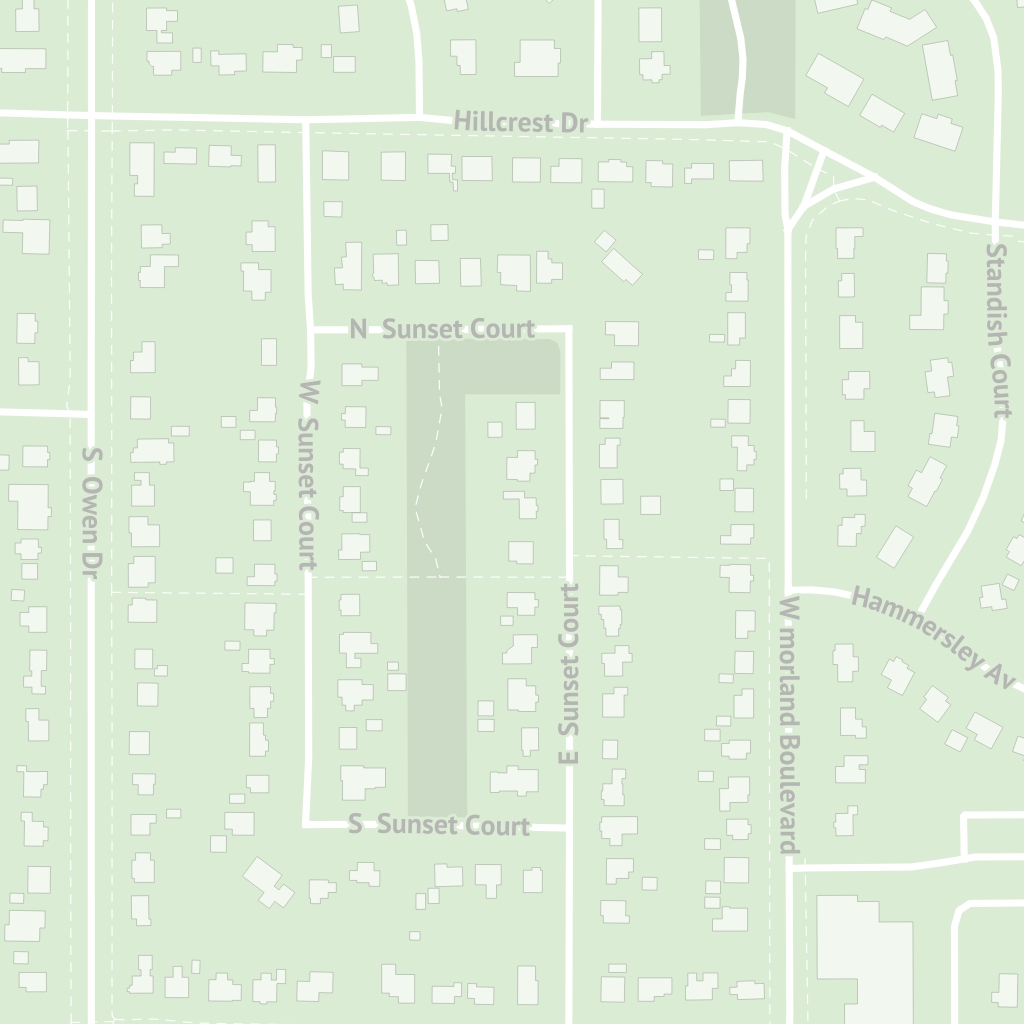 Hillcrest Dr
Standish Court
N Sunset Court
W Sunset Court
S Owen Dr
Hammersley Av
E Sunset Court
W morland Boulevard
S Sunset Court